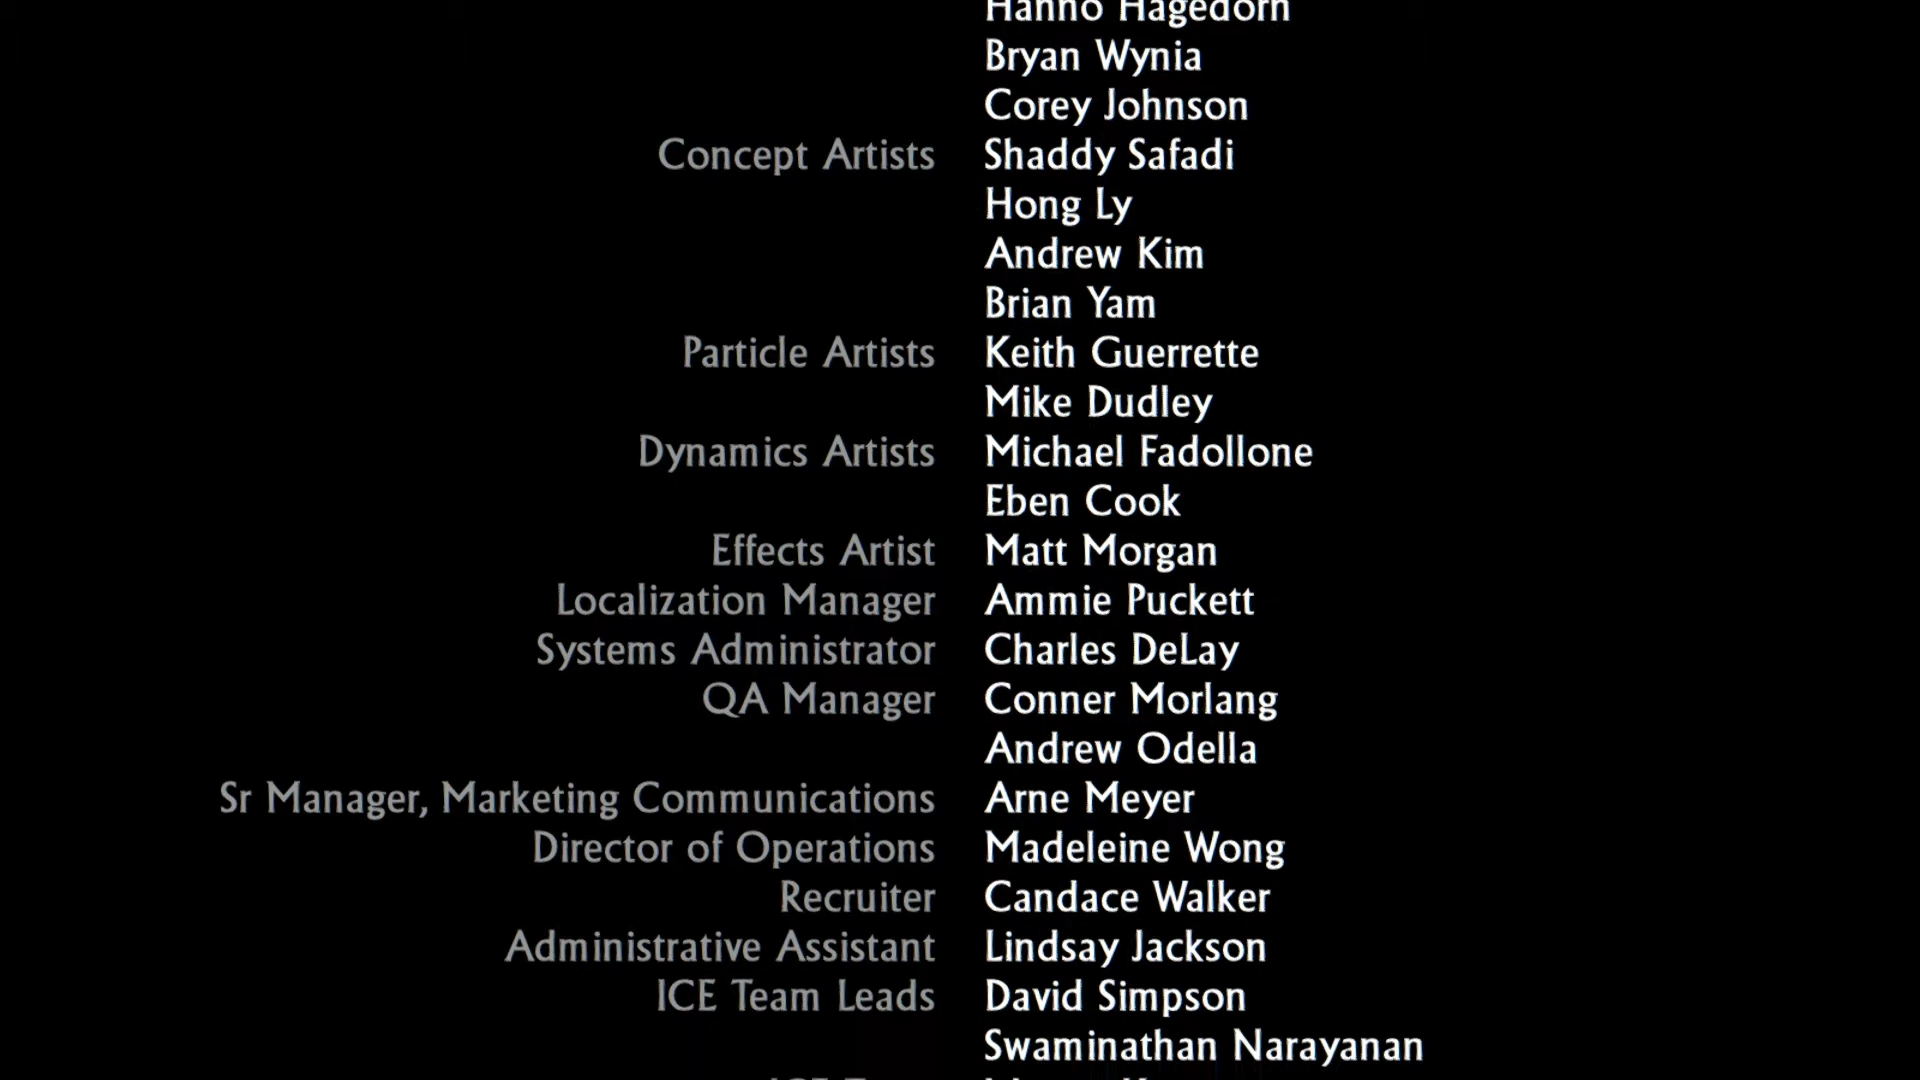 Hanno Hagedorn
Bryan Wynia
Corey Johnson
Concept Artists Shaddy Safadi
Hong Ly
Andrew Kim
Brian Yam
Particle Artists Keith Guerrette
Mike Dudley
Dynamics Artists Michael Fadollone
Eben Cook
Effects Artist Matt Morgan
Localization Manager Ammie Puckett
Systems Administrator Charles DeLay
QA Manager Conner Morlang
Andrew Odella
Sr Manager, Marketing Communications Arne Meyer
Director of Operations Madeleine Wong
Recruiter Candace Walker
Administrative Assistant Lindsay Jackson
ICE Team Leads David Simpson
Swaminathan Narayanan